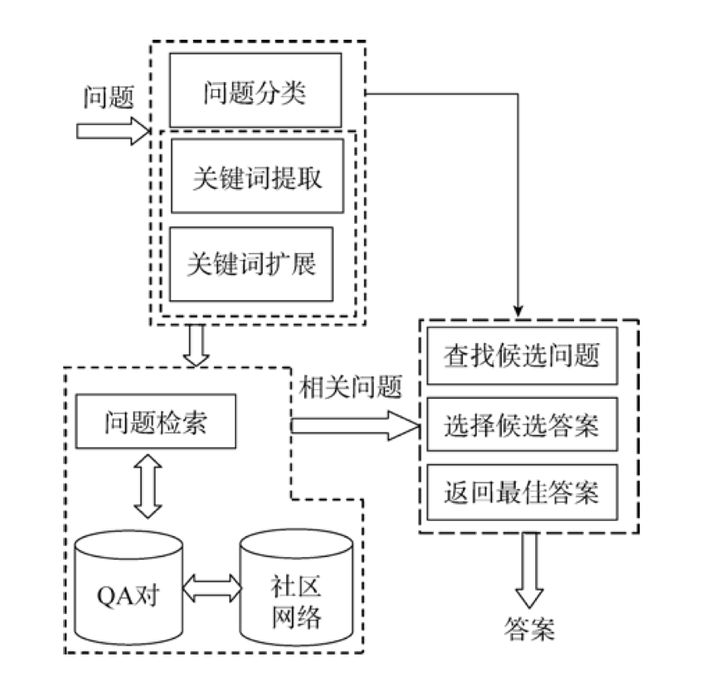 问题
问题分类
关键词提取
关键词扩展
查找候选问题
相关问题
选择候选答案
问题检索
返回最佳答案
QA对
社区
网络
答案